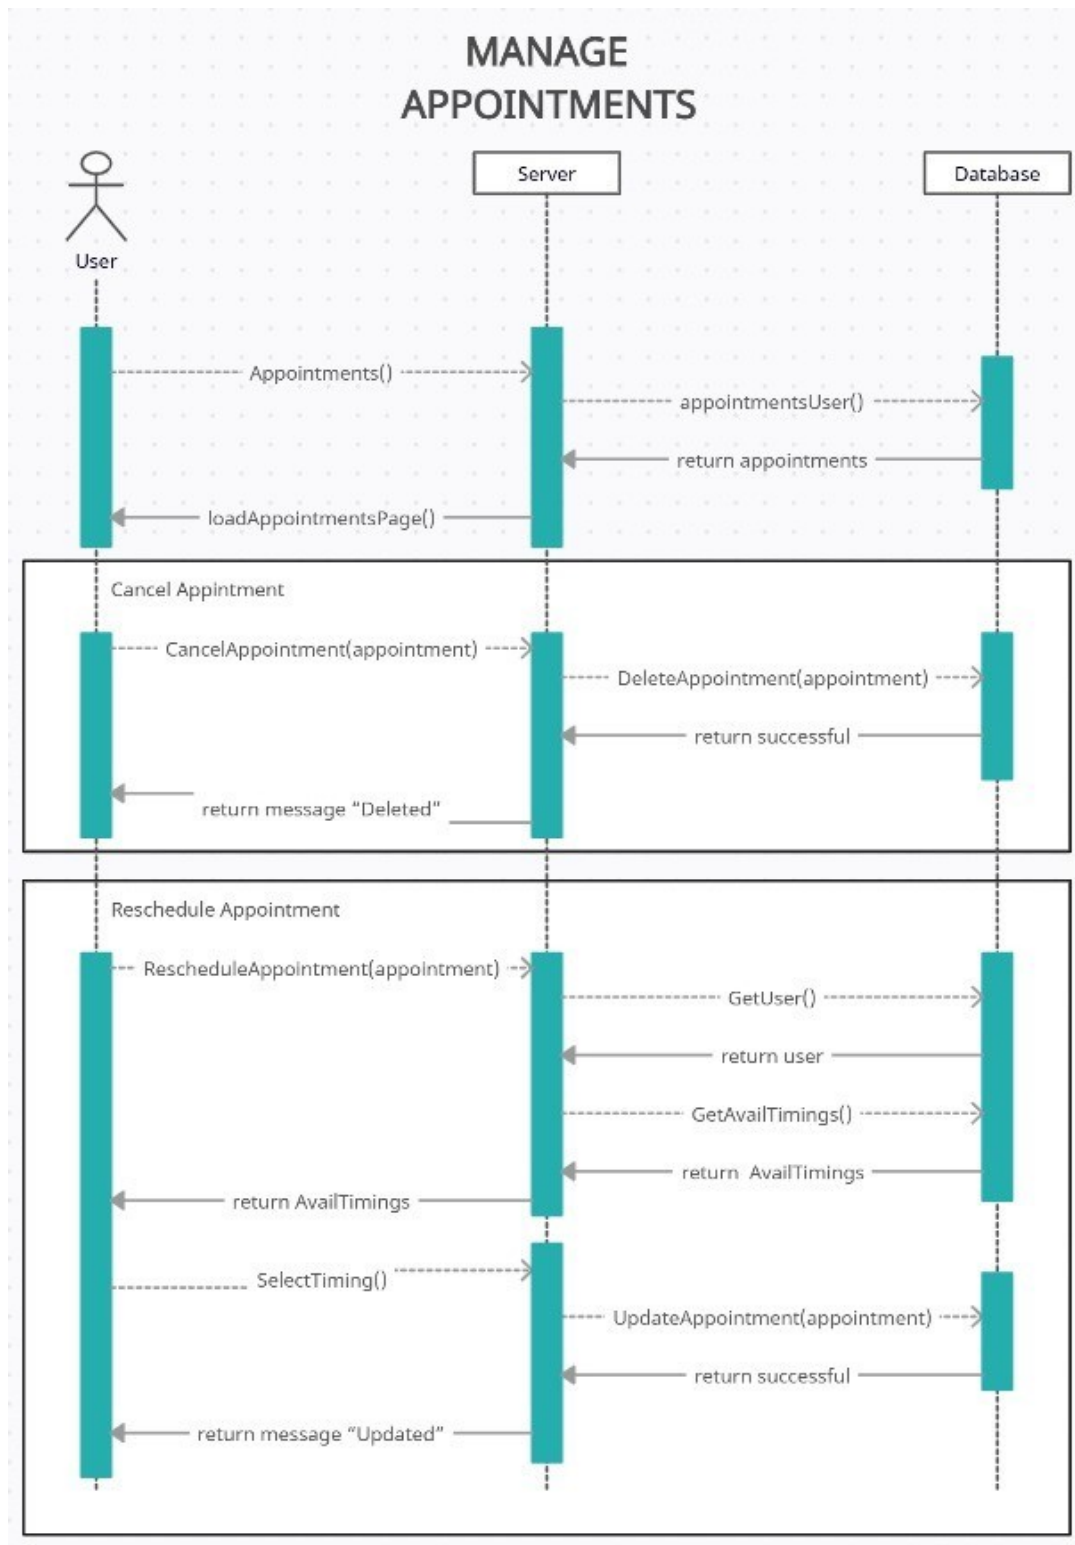 MANAGE
APPOINTMENTS
Server
Database
User
Appointments()
appointmentsUser()
return appointments
loadAppointmentsPage()
Cancel Appintment
CancelAppointment(appointment)
DeleteAppointment(appointment)
return successful
return message “Deleted”
Reschedule Appointment
RescheduleAppointment(appointment)
GetUser()
return user
GetAvailTimings()
return AvailTimings
return AvailTimings
SelectTiming()
UpdateAppointment(appointment)
return successful
return message “Updated”